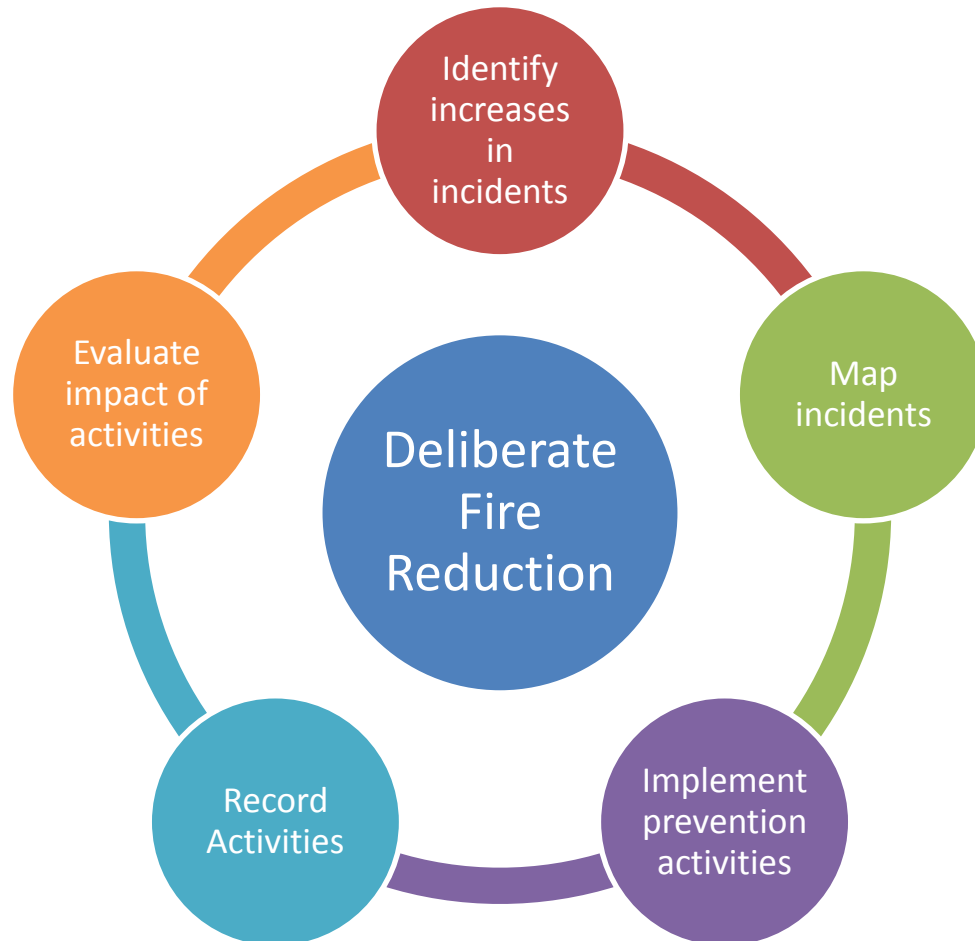 Identify
increases
in
incidents
Map
incidents
Implement
prevention
activities
Record
Activities
Evaluate
impact of
activities
Deliberate
Fire
Reduction